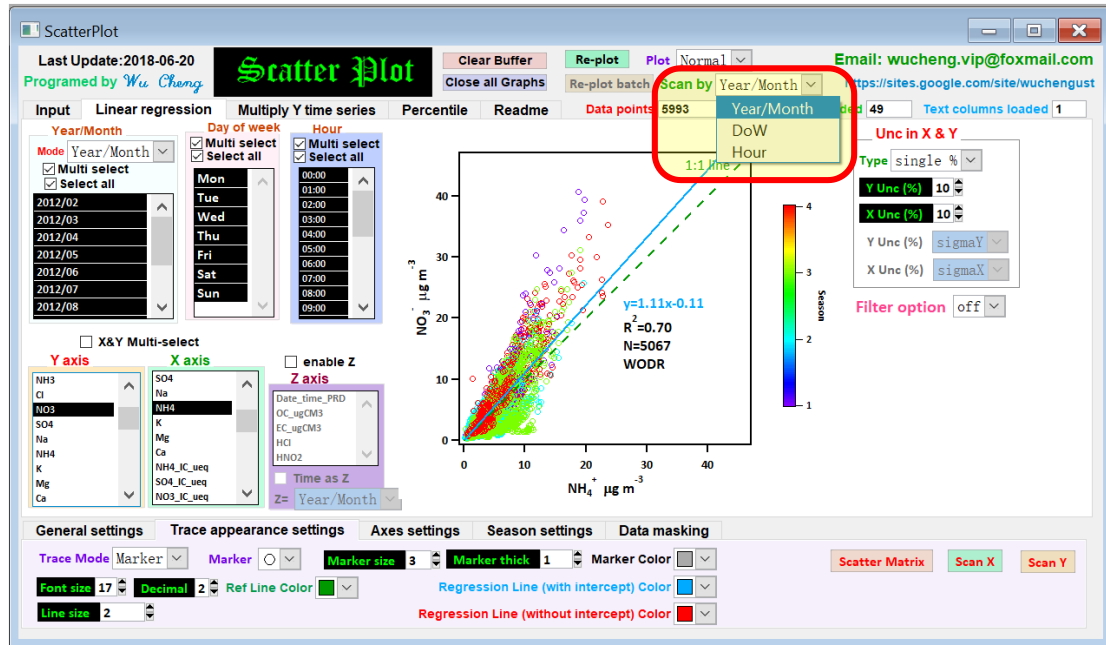 ScatterPlot
Last Update:2018-06-20
Programed by Wu Cheng
Scatter Plot
Clear Buffer
Close all Graphs
Re-plot
Plot Normal
Re-plot batch
Scan by Year/Month
Email: wucheng.vip@foxmail.com
https://sites.google.com/site/wuchengust
Input Linear regression Multiply Y time series Percentile Readme
Data points 5993
49
Text columns loaded 1
Year/Month
DoW
Hour
Year/Month
Mode Year/Month
Multi select
Select all
2012/02
2012/03
2012/04
2012/05
2012/06
2012/07
2012/08
Day of week
Multi select
Select all
Mon
Tue
Wed
Thu
Fri
Sat
Sun
Hour
Multi select
Select all
00:00
01:00
02:00
03:00
04:00
05:00
06:00
07:00
08:00
09:00
X&Y Multi-select
Y axis
NH3
Cl
NO3
SO4
Na
NH4
K
Mg
Ca
X axis
SO4
Na
NH4
K
Mg
Ca
NH4_IC_ueq
SO4_IC_ueq
NO3_IC_ueq
enable Z
Z axis
Date_time_PRD
OC_ugCM3
EC_ugCM3
HCl
HNO2
Time as Z
Z= Year/Month
1:1 line
40
30
20
10
0
NO3- µg m-3
0 10 20 30 40
NH4+ µg m-3
y=1.11x-0.11
R2=0.70
N=5067
WODR
4
3
2
1
Season
Unc in X & Y
Type single %
Y Unc (%) 10
X Unc (%) 10
Y Unc (%) sigmaY
X Unc (%) sigmaX
Filter option off
General settings Trace appearance settings Axes settings Season settings Data masking
Trace Mode Marker Marker Marker size 3 Marker thick 1 Marker Color
Font size 17 Decimal 2 Ref Line Color Regression Line (with intercept) Color
Line size 2 Regression Line (without intercept) Color
Scatter Matrix Scan X Scan Y